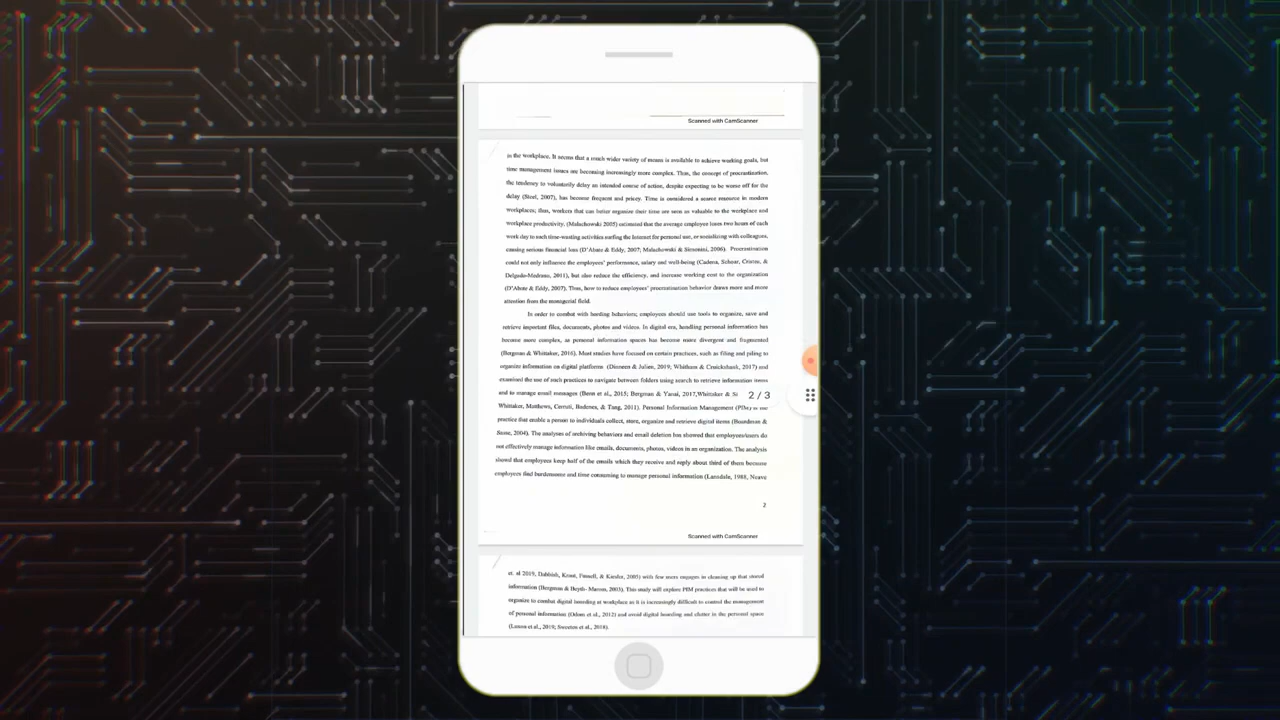 Scanned with CamScanner
in the workplace. It seems that a much wider variety of means is available to achieve working goals, but
time management issues are becoming increasingly more complex. Thus, the concept of procrastination,
the tendency to voluntarily delay an intended course of action, despite expecting to be worse off for the
delay (Steel, 2007), has become frequent and pricey. Time is considered a scarce resource in modern
workplaces; thus, workers that can better organize their time are seen as valuable to the workplace and
workplace productivity. (Malachowski 2005) estimated that the average employee loses two hours of each
work day to such time-wasting activities surfing the Internet for personal use, or socializing with colleagues,
causing serious financial loss (D'Abate & Eddy, 2007; Malachowski & Simonini, 2006). Procrastination
could not only influence the employees' performance, salary and well-being (Cadena, Schoar, Cristea, &
Delgado-Medrano, 2011), but also reduce the efficiency, and increase working cost to the organization
(D'Abate & Eddy, 2007). Thus, how to reduce employees' procrastination behavior draws more and more
attention from the managerial field.
In order to combat with hording behaviors; employees should use tools to organize, save and
retrieve important files, documents, photos and videos. In digital era, handling personal information has
become more complex, as personal information spaces has become more divergent and fragmented
(Bergman & Whittaker, 2016). Most studies have focused on certain practices, such as filing and piling to
organize information on digital platforms (Dinneen & Julien, 2019; Whitham & Cruickshank, 2017) and
examined the use of such practices to navigate between folders using search to retrieve information items
and to manage email messages (Benn et al., 2015; Bergman & Yanai, 2017, Whittaker & Si
2 / 3
Whittaker, Matthews, Cerruti, Badenes, & Tang, 2011). Personal Information Management (PIM) is
practice that enable a person to individuals collect, store, organize and retrieve digital items (Boardman &
Sasse, 2004). The analyses of archiving behaviors and email deletion has showed that employees/users do
not effectively manage information like emails, documents, photos, videos in an organization. The analysis
showed that employees keep half of the emails which they receive and reply about third of them because
employees find burdensome and time consuming to manage personal information (Lansdale, 1988, Neave
2
Scanned with CamScanner
et. al 2019, Dabbish, Kraut, Fussell, & Kiesler, 2005) with few users engages in cleaning up that stored
information (Bergman & Beyth- Marom, 2003). This study will explore PIM practices that will be used to
organize to combat digital hoarding at workplace as it is increasingly difficult to control the management
of personal information (Odom et al., 2012) and avoid digital hoarding and clutter in the personal space
(Luxon et al., 2019; Sweeten et al., 2018).